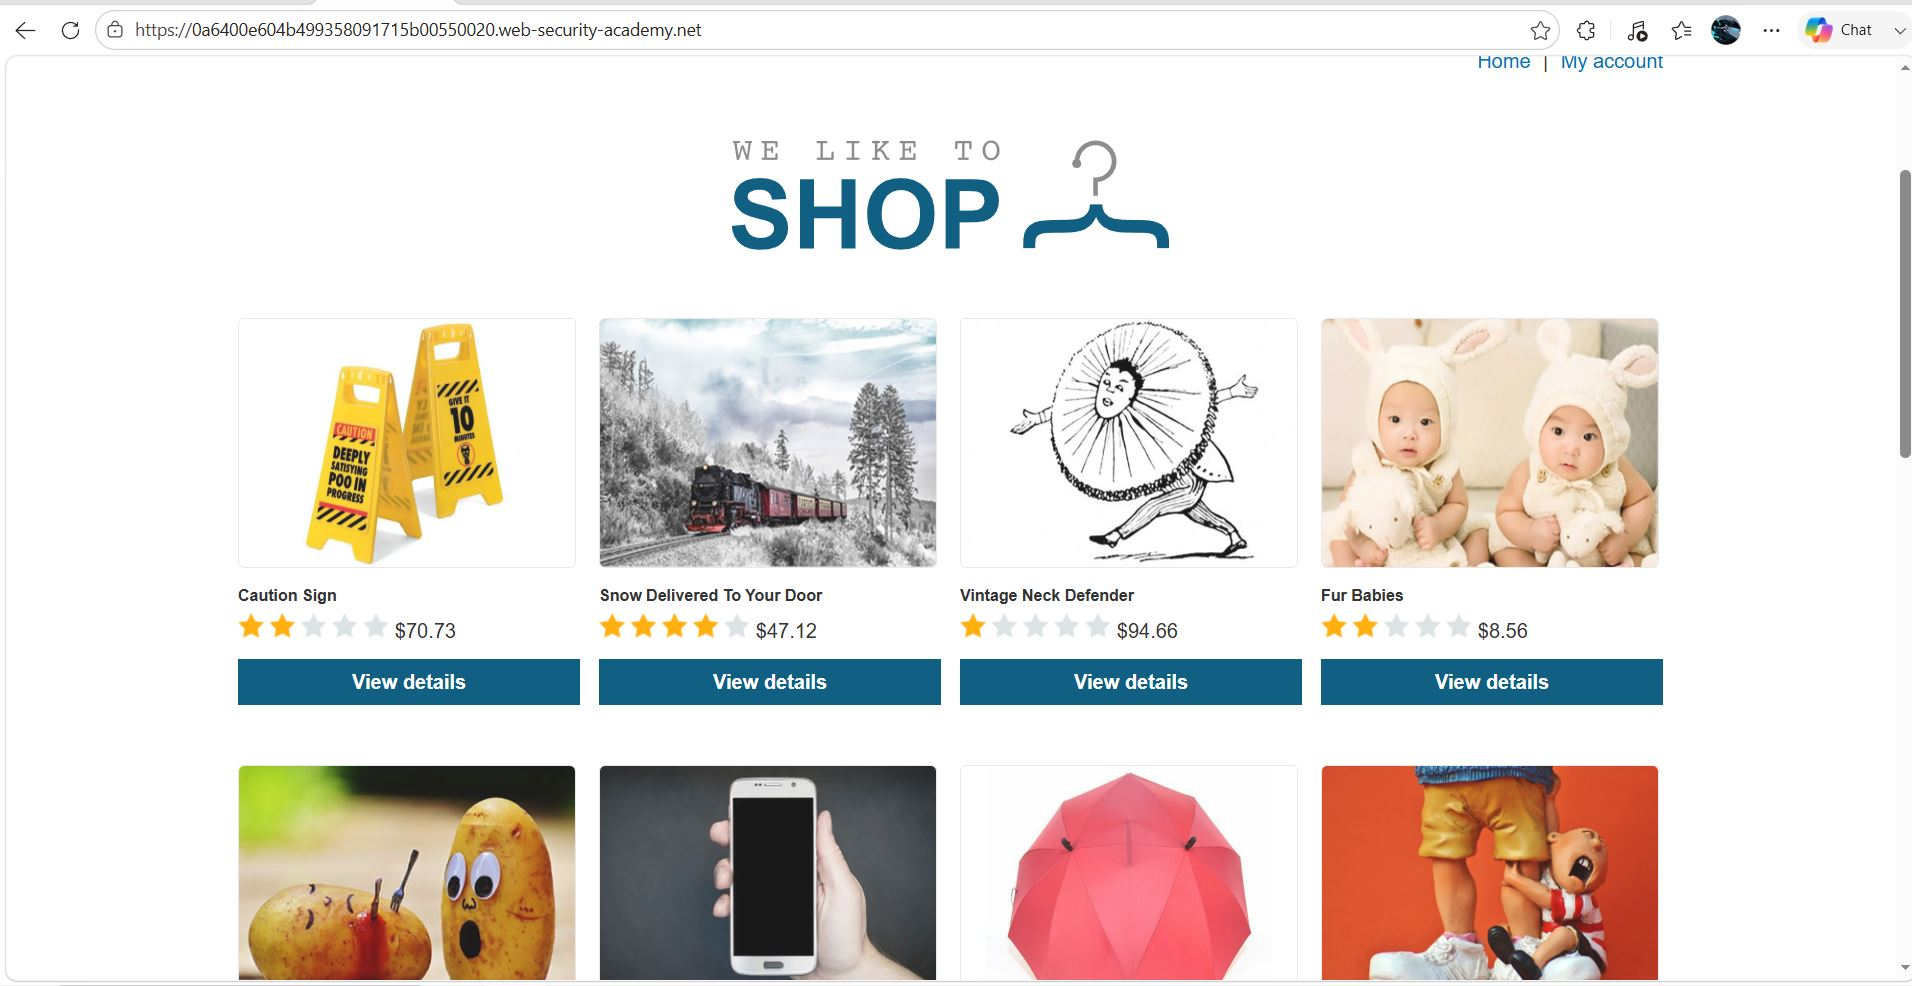 https://0a6400e604b499358091715b00550020.web-security-academy.net
Chat
Home | My account
WE LIKE TO
SHOP
CAUTION
DEEPLY
SATISYING
POO IN
PROGRESS
GIVE IT
10
MINUTES
Caution Sign
$70.73
View details
Snow Delivered To Your Door
$47.12
View details
Vintage Neck Defender
$94.66
View details
Fur Babies
$8.56
View details